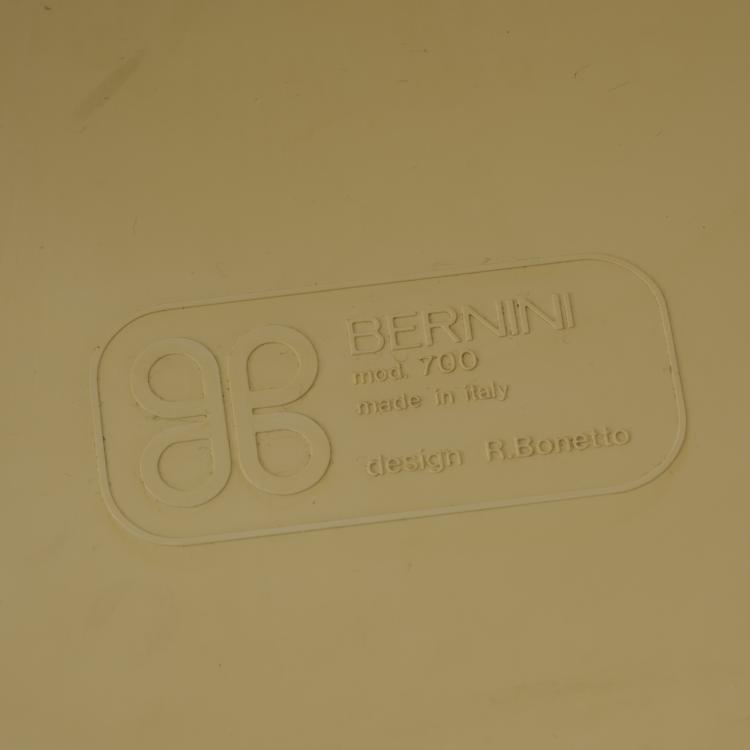 BERNINI
mod. 700
made in italy
design R.Bonetto